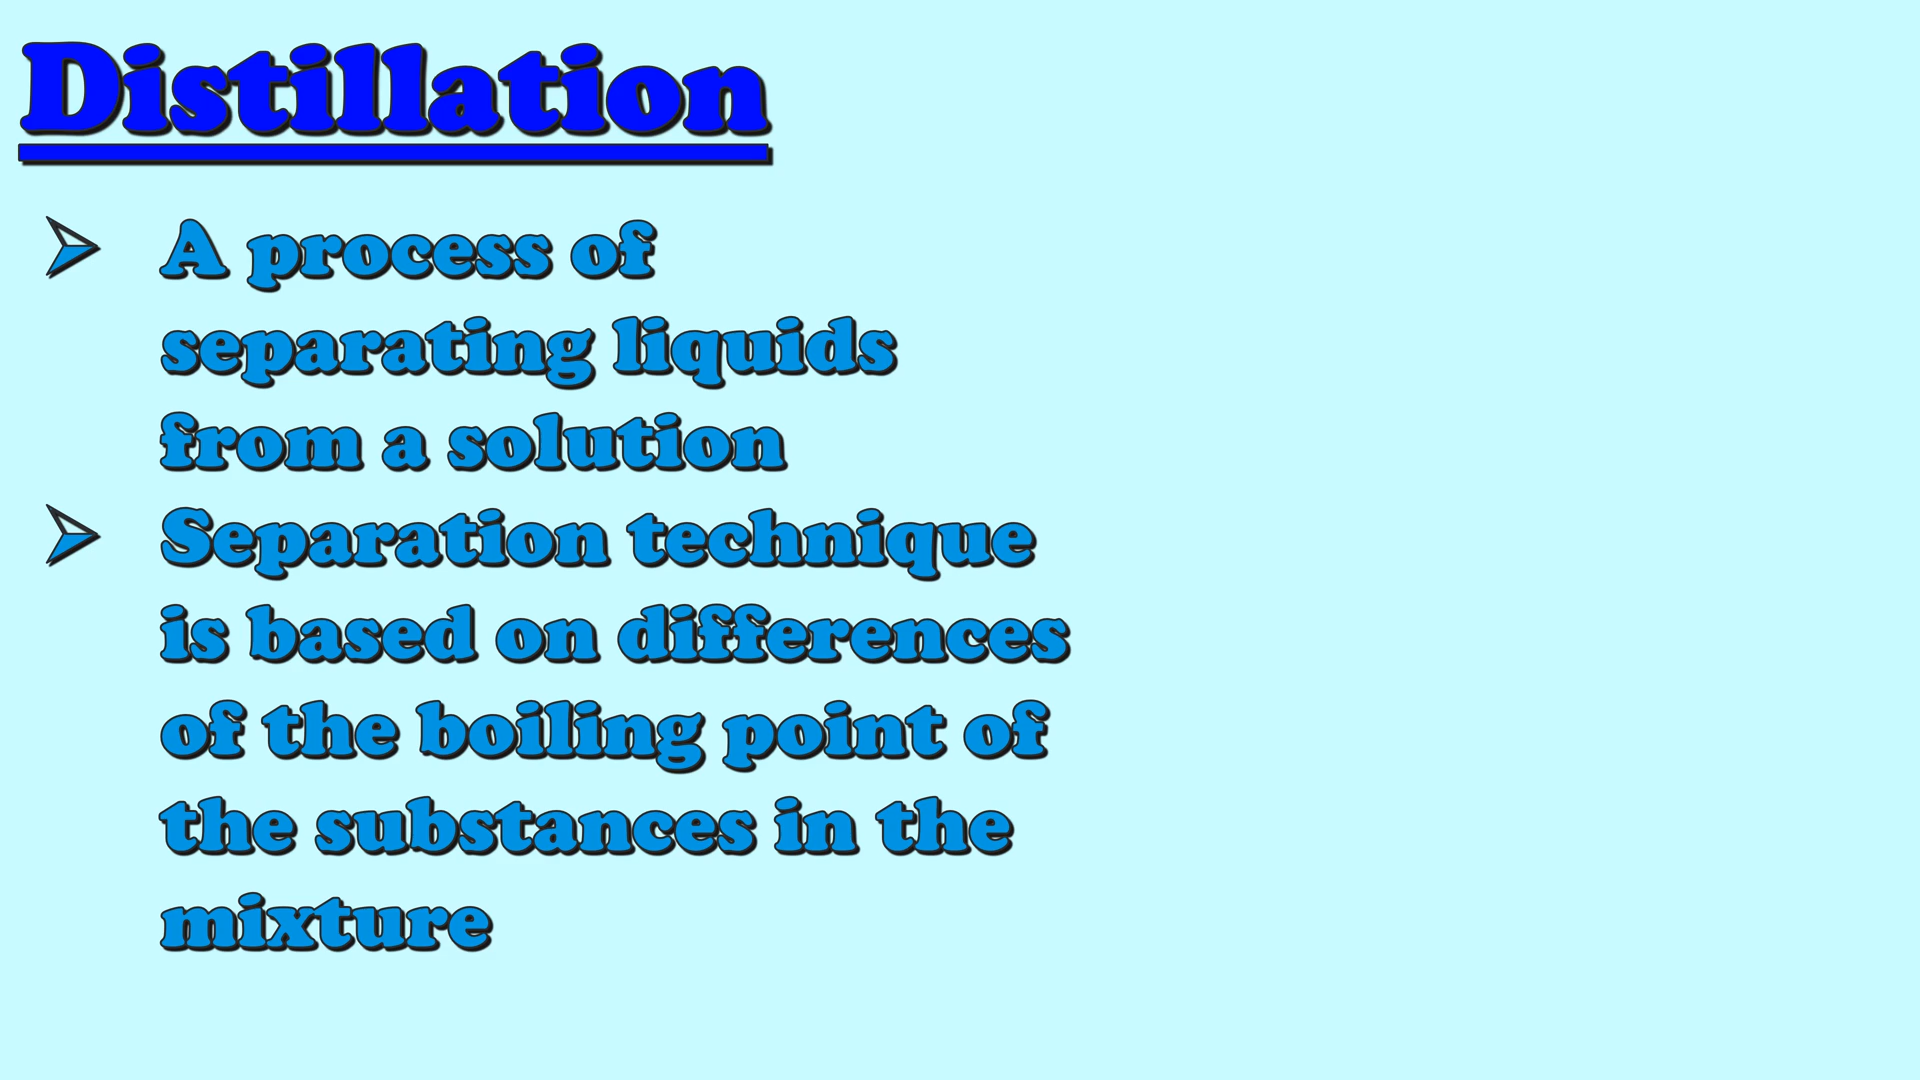 Distillation
A process of
separating liquids
from a solution
Separation technique
is based on differences
of the boiling point of
the substances in the
mixture